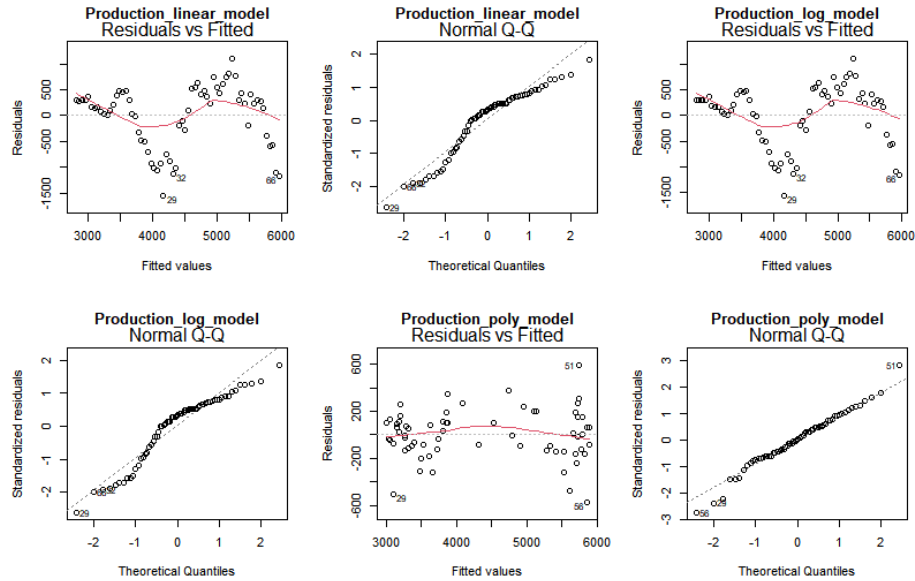 Production_linear_model
Residuals vs Fitted
Residuals
500
0
-500
-1500
32
66
29
3000 4000 5000 6000
Fitted values
Production_linear_model
Normal Q-Q
Standardized residuals
2
1
0
-1
-2
29
-2 -1 0 1 2
Theoretical Quantiles
Production_log_model
Residuals vs Fitted
Residuals
500
0
-500
-1500
32
66
29
3000 4000 5000 6000
Fitted values
Production_log_model
Normal Q-Q
Standardized residuals
2
1
0
-1
-2
29
-2 -1 0 1 2
Theoretical Quantiles
Production_poly_model
Residuals vs Fitted
Residuals
600
200
-200
-600
51
29
56
3000 4000 5000 6000
Fitted values
Production_poly_model
Normal Q-Q
Standardized residuals
3
2
1
0
-1
-2
-3
51
29
56
-2 -1 0 1 2
Theoretical Quantiles